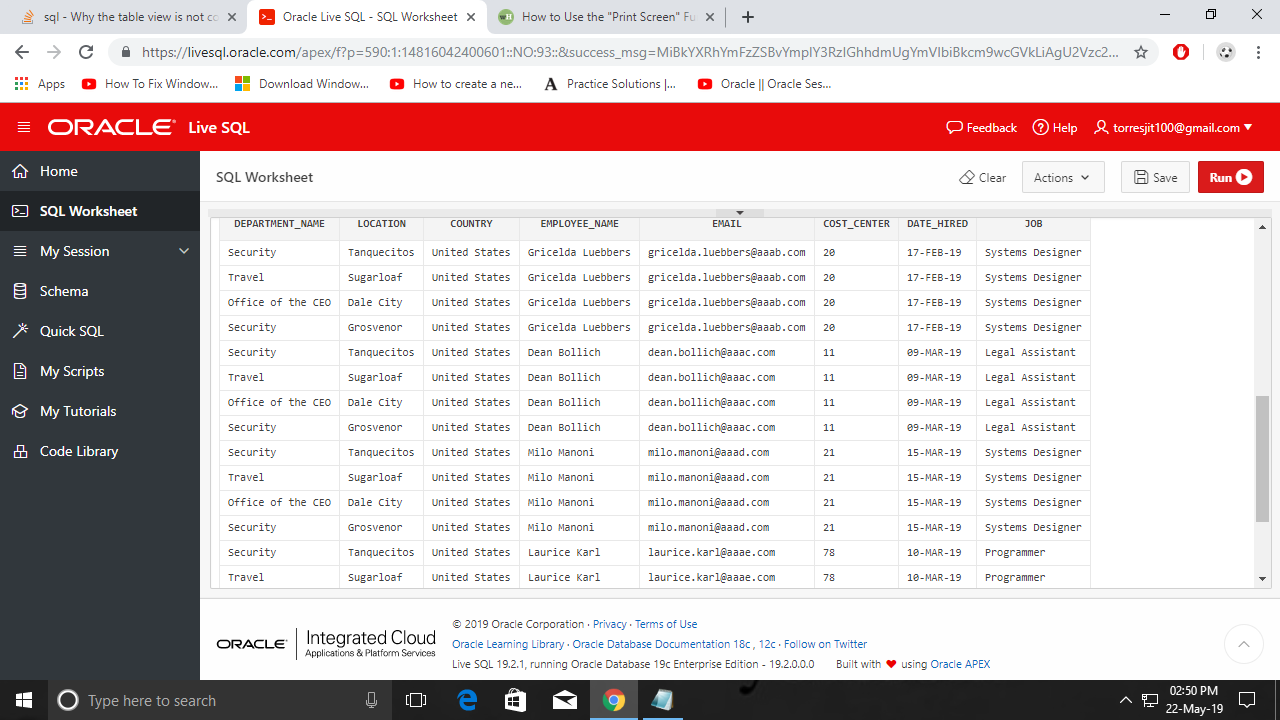 sql - Why the table view is not co
Oracle Live SQL - SQL Worksheet
How to Use the "Print Screen" Fu
https://livesql.oracle.com/apex/f?p=590:1:14816042400601::NO:93::&success_msg=MiBkYXRhYmFzZSBvYmplY3RzIGhhdmUgYmVlbiBkcm9wcGVkLiAgU2Vzc2...
Apps
How To Fix Window...
Download Window...
How to create a ne...
Practice Solutions |...
Oracle || Oracle Ses...
ORACLE Live SQL
Feedback
Help
torresjit100@gmail.com
Home
SQL Worksheet
My Session
Schema
Quick SQL
My Scripts
My Tutorials
Code Library
SQL Worksheet
Clear
Actions
Save
Run
DEPARTMENT_NAME LOCATION COUNTRY EMPLOYEE_NAME EMAIL COST_CENTER DATE_HIRED JOB
Security Tanquecitos United States Gricelda Luebbers gricelda.luebbers@aaab.com 20 17-FEB-19 Systems Designer
Travel Sugarloaf United States Gricelda Luebbers gricelda.luebbers@aaab.com 20 17-FEB-19 Systems Designer
Office of the CEO Dale City United States Gricelda Luebbers gricelda.luebbers@aaab.com 20 17-FEB-19 Systems Designer
Security Grosvenor United States Gricelda Luebbers gricelda.luebbers@aaab.com 20 17-FEB-19 Systems Designer
Security Tanquecitos United States Dean Bollich dean.bollich@aaac.com 11 09-MAR-19 Legal Assistant
Travel Sugarloaf United States Dean Bollich dean.bollich@aaac.com 11 09-MAR-19 Legal Assistant
Office of the CEO Dale City United States Dean Bollich dean.bollich@aaac.com 11 09-MAR-19 Legal Assistant
Security Grosvenor United States Dean Bollich dean.bollich@aaac.com 11 09-MAR-19 Legal Assistant
Security Tanquecitos United States Milo Manoni milo.manoni@aaad.com 21 15-MAR-19 Systems Designer
Travel Sugarloaf United States Milo Manoni milo.manoni@aaad.com 21 15-MAR-19 Systems Designer
Office of the CEO Dale City United States Milo Manoni milo.manoni@aaad.com 21 15-MAR-19 Systems Designer
Security Grosvenor United States Milo Manoni milo.manoni@aaad.com 21 15-MAR-19 Systems Designer
Security Tanquecitos United States Laurice Karl laurice.karl@aaae.com 78 10-MAR-19 Programmer
Travel Sugarloaf United States Laurice Karl laurice.karl@aaae.com 78 10-MAR-19 Programmer
ORACLE Integrated Cloud
Applications & Platform Services
© 2019 Oracle Corporation · Privacy · Terms of Use
Oracle Learning Library · Oracle Database Documentation 18c , 12c · Follow on Twitter
Live SQL 19.2.1, running Oracle Database 19c Enterprise Edition - 19.2.0.0.0 Built with ♥ using Oracle APEX
Type here to search
02:50 PM
22-May-19